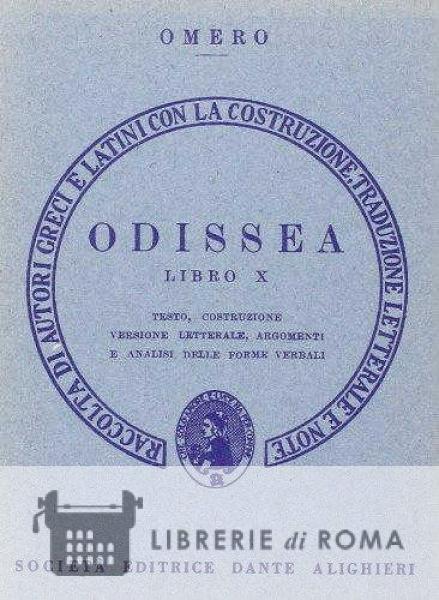 OMERO
RACCOLTA DI AUTORI GRECI E LATINI CON LA COSTRUZIONE, TRADUZIONE LETTERALE E NOTE
ODISSEA
LIBRO X
TESTO, COSTRUZIONE
VERSIONE LETTERALE, ARGOMENTI
E ANALISI DELLE FORME VERBALI
LIBRERIE di ROMA
SOCIETÀ EDITRICE DANTE ALIGHIERI